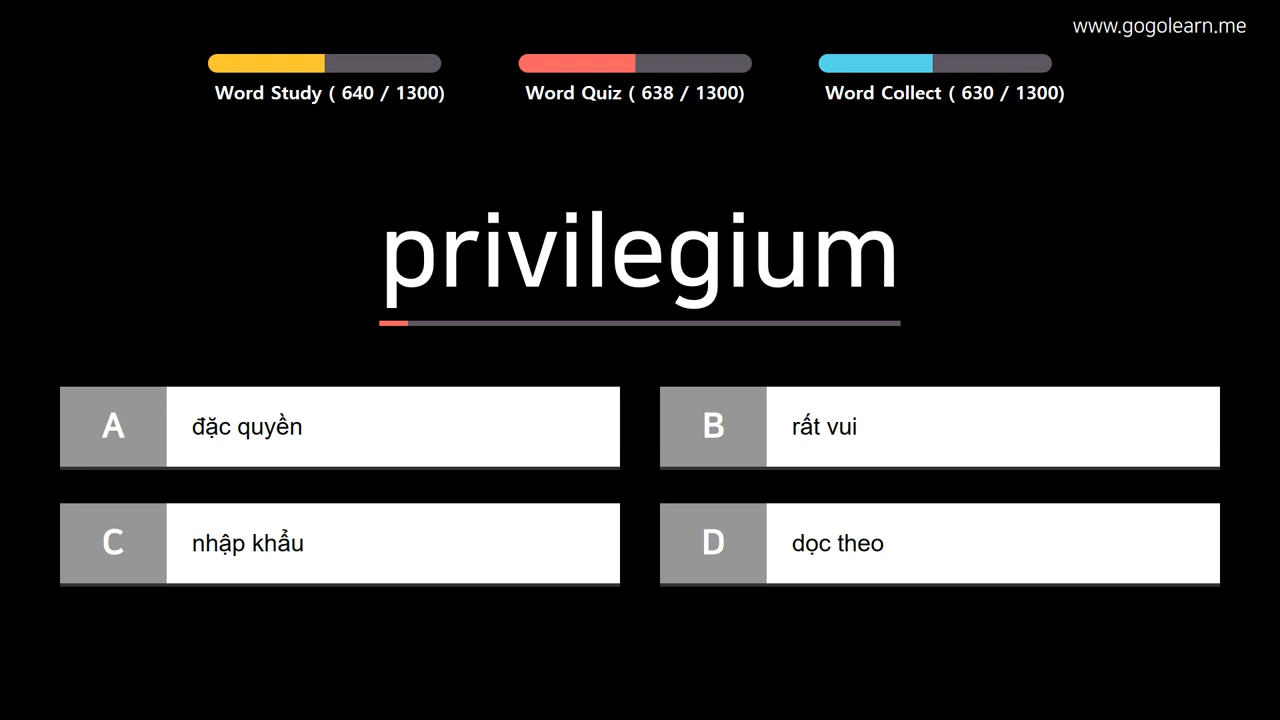 www.gogolearn.me
Word Study ( 640 / 1300)
Word Quiz ( 638 / 1300)
Word Collect ( 630 / 1300)
privilegium
A
đặc quyền
B
rất vui
C
nhập khẩu
D
dọc theo